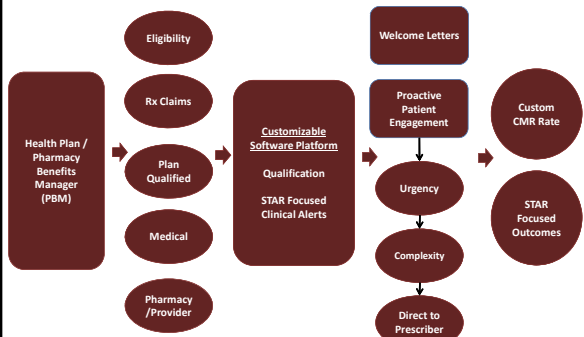 Health Plan /
Pharmacy
Benefits
Manager
(PBM)
Eligibility
Rx Claims
Plan
Qualified
Medical
Pharmacy
/Provider
Customizable
Software Platform
Qualification
STAR Focused
Clinical Alerts
Welcome Letters
Proactive
Patient
Engagement
Urgency
Complexity
Direct to
Prescriber
Custom
CMR Rate
STAR
Focused
Outcomes